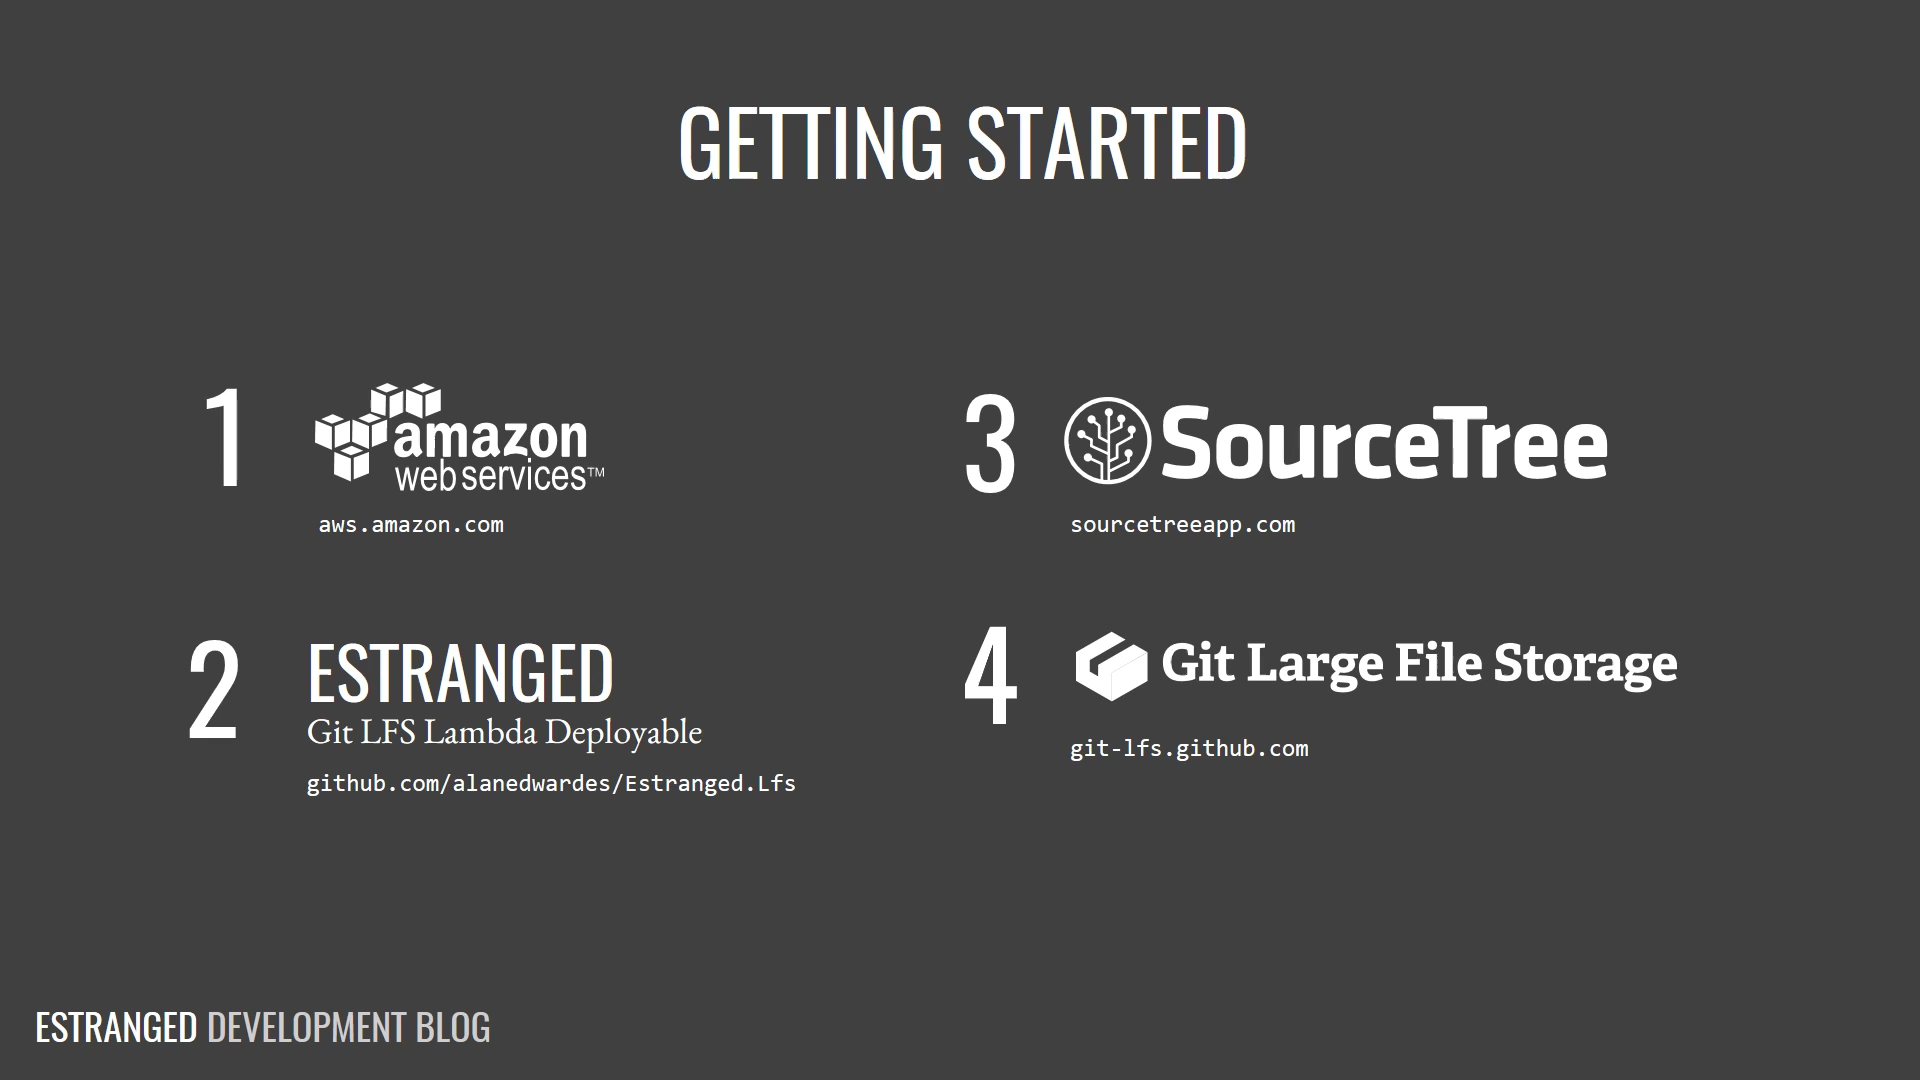 GETTING STARTED
1
amazon
web services™
aws.amazon.com
2
ESTRANGED
Git LFS Lambda Deployable
github.com/alanedwardes/Estranged.Lfs
3
SourceTree
sourcetreeapp.com
4
Git Large File Storage
git-lfs.github.com
ESTRANGED DEVELOPMENT BLOG